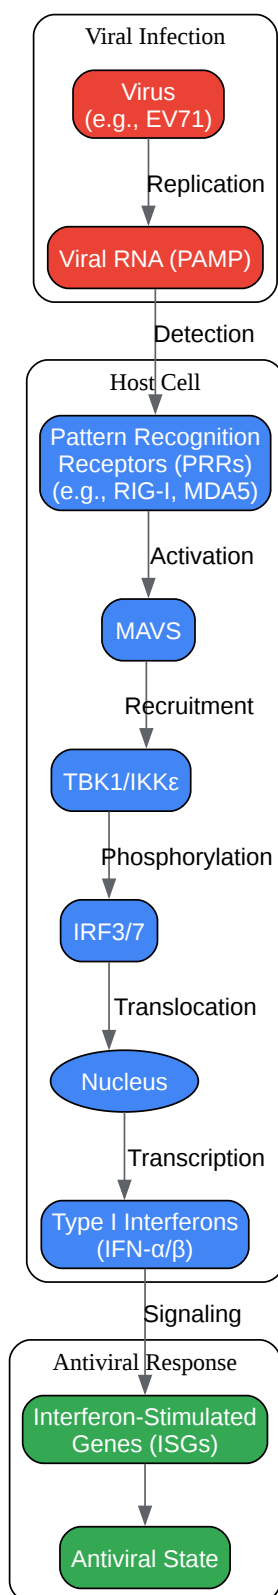 Viral Infection
Virus
(e.g., EV71)
Replication
Viral RNA (PAMP)
Detection
Host Cell
Pattern Recognition
Receptors (PRRs)
(e.g., RIG-I, MDA5)
Activation
MAVS
Recruitment
TBK1/IKKε
Phosphorylation
IRF3/7
Translocation
Nucleus
Transcription
Type I Interferons
(IFN-α/β)
Signaling
Antiviral Response
Interferon-Stimulated
Genes (ISGs)
Antiviral State